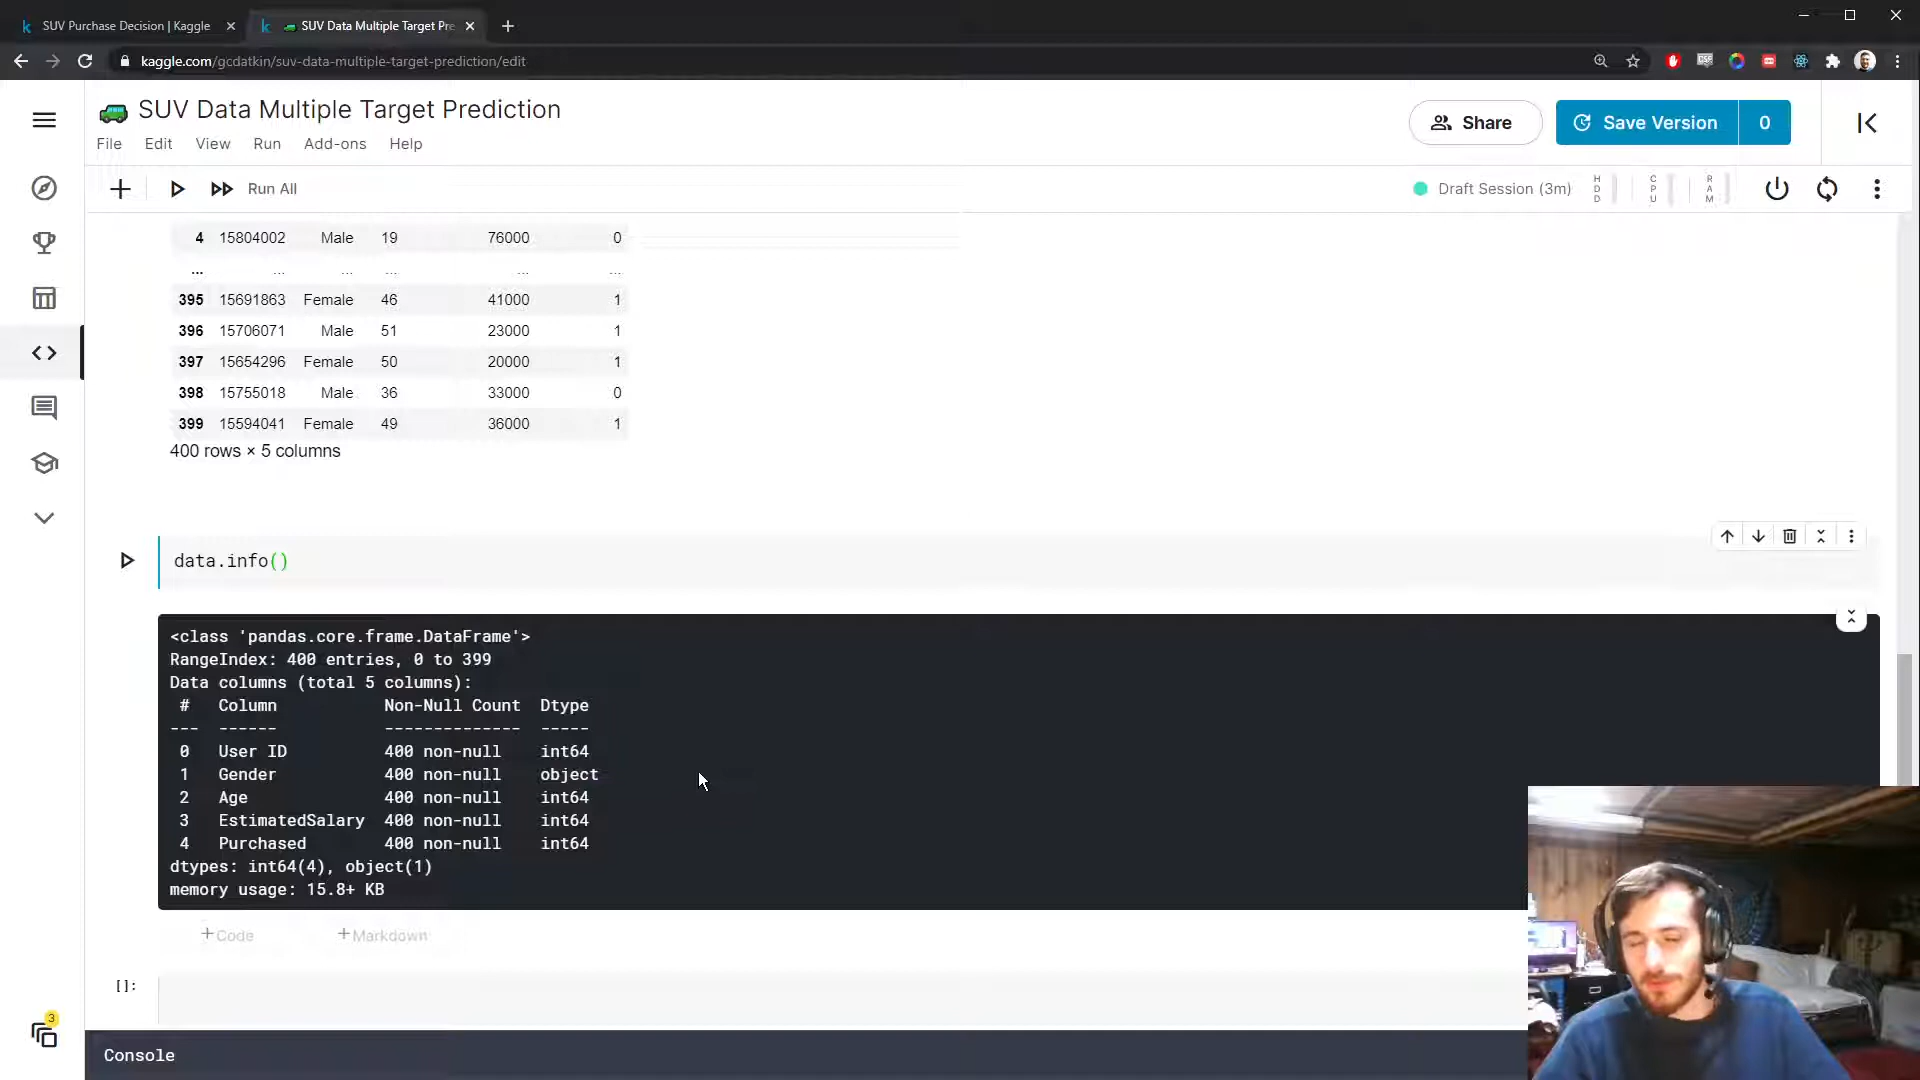 SUV Purchase Decision | Kaggle
SUV Data Multiple Target Pre
kaggle.com/gcdatkin/suv-data-multiple-target-prediction/edit
SUV Data Multiple Target Prediction
File Edit View Run Add-ons Help
Share
Save Version 0
Run All
Draft Session (3m)
HDD
CPU
RAM
4 15804002 Male 19 76000 0
... ... ... ... ... ...
395 15691863 Female 46 41000 1
396 15706071 Male 51 23000 1
397 15654296 Female 50 20000 1
398 15755018 Male 36 33000 0
399 15594041 Female 49 36000 1
400 rows × 5 columns
data.info()
<class 'pandas.core.frame.DataFrame'>
RangeIndex: 400 entries, 0 to 399
Data columns (total 5 columns):
# Column Non-Null Count Dtype
--- ------ -------------- -----
0 User ID 400 non-null int64
1 Gender 400 non-null object
2 Age 400 non-null int64
3 EstimatedSalary 400 non-null int64
4 Purchased 400 non-null int64
dtypes: int64(4), object(1)
memory usage: 15.8+ KB
+Code +Markdown
[]:
3
Console